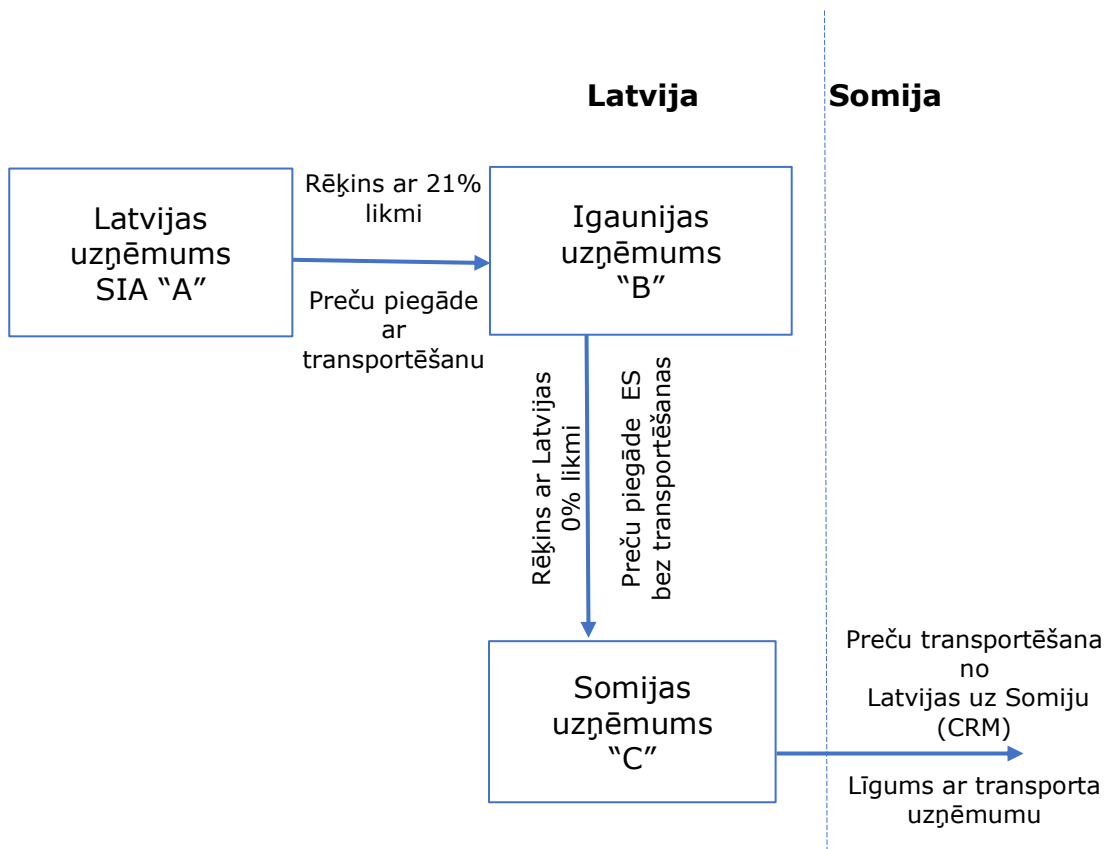 Latvija
Somija
Latvijas
uzņēmums
SIA “A”
Rēķins ar 21%
likmi
Preču piegāde
ar
transportēšanu
Igaunijas
uzņēmums
“B”
Rēķins ar Latvijas
0% likmi
Preču piegāde ES
bez transportēšanas
Somijas
uzņēmums
“C”
Preču transportēšana
no
Latvijas uz Somiju
(CRM)
Līgums ar transporta
uzņēmumu